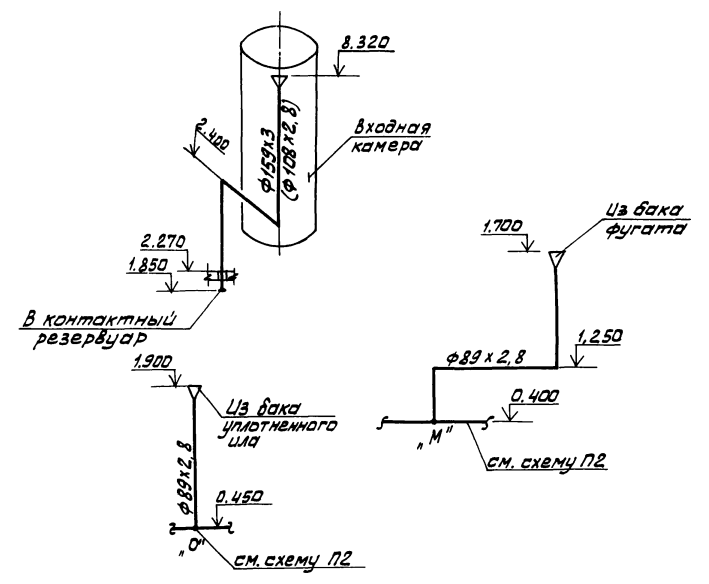 8.320
Входная
камера
2.400
ф159х3
(ф108х2,8)
2.270
1.850
В контактный
резервуар
1.700
Из бака
фугата
ф89х2,8
1,250
0.400
„М"
см. схему П2
1.900
Из бака
уплотненного
ила
ф89х2,8
0.450
„О"
см. схему П2